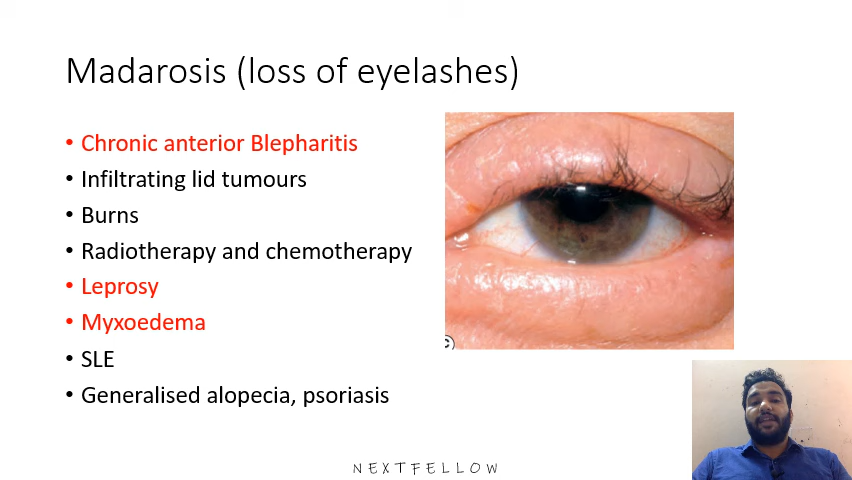 Madarosis (loss of eyelashes)
• Chronic anterior Blepharitis
• Infiltrating lid tumours
• Burns
• Radiotherapy and chemotherapy
• Leprosy
• Myxoedema
• SLE
• Generalised alopecia, psoriasis
c
NEXTFELLOW